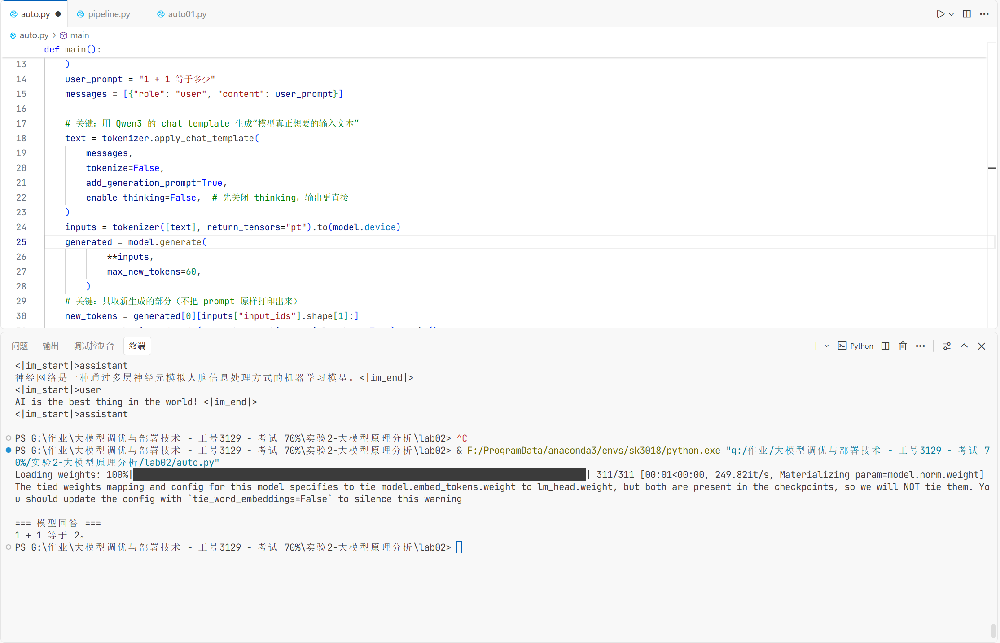 auto.py
pipeline.py
auto01.py
auto.py > main
def main():
13 )
14 user_prompt = "1 + 1 等于多少"
15 messages = [{"role": "user", "content": user_prompt}]
16
17 # 关键：用 Qwen3 的 chat template 生成“模型真正想要的输入文本”
18 text = tokenizer.apply_chat_template(
19 messages,
20 tokenize=False,
21 add_generation_prompt=True,
22 enable_thinking=False, # 先关闭 thinking，输出更直接
23 )
24 inputs = tokenizer([text], return_tensors="pt").to(model.device)
25 generated = model.generate(
26 **inputs,
27 max_new_tokens=60,
28 )
29 # 关键：只取新生成的部分（不把 prompt 原样打印出来）
30 new_tokens = generated[0][inputs["input_ids"].shape[1]:]
问题 输出 调试控制台 终端
Python
<|im_start|>assistant
神经网络是一种通过多层神经元模拟人脑信息处理方式的机器学习模型。<|im_end|>
<|im_start|>user
AI is the best thing in the world! <|im_end|>
<|im_start|>assistant
PS G:\作业\大模型调优与部署技术 - 工号3129 - 考试 70%\实验2-大模型原理分析\lab02> ^C
PS G:\作业\大模型调优与部署技术 - 工号3129 - 考试 70%\实验2-大模型原理分析\lab02> & F:/ProgramData/anaconda3/envs/sk3018/python.exe "g:/作业/大模型调优与部署技术 - 工号3129 - 考试 7
0%/实验2-大模型原理分析/lab02/auto.py"
Loading weights: 100%| | 311/311 [00:01<00:00, 249.82it/s, Materializing param=model.norm.weight]
The tied weights mapping and config for this model specifies to tie model.embed_tokens.weight to lm_head.weight, but both are present in the checkpoints, so we will NOT tie them. Yo
u should update the config with `tie_word_embeddings=False` to silence this warning
=== 模型回答 ===
1 + 1 等于 2。
PS G:\作业\大模型调优与部署技术 - 工号3129 - 考试 70%\实验2-大模型原理分析\lab02>